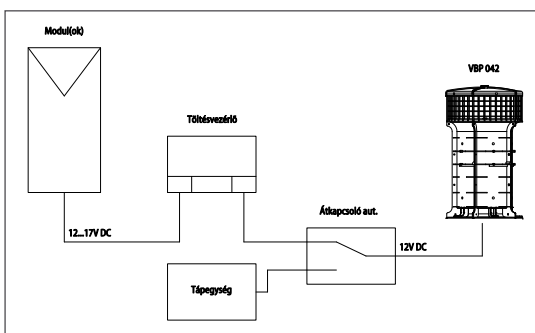 Modul(ok)
VBP 042
Töltésvezérlő
Átkapcsoló aut.
12...17V DC
12V DC
Tápegység